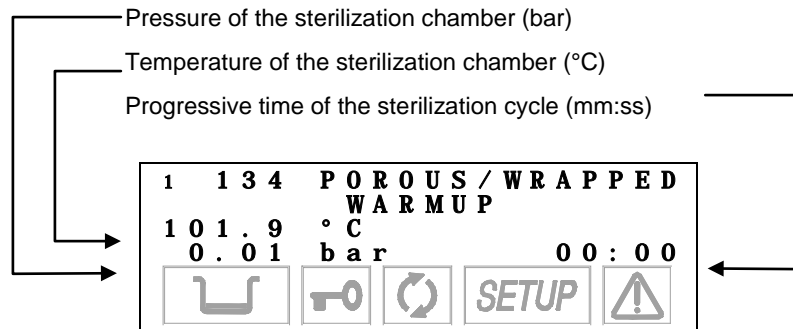 Pressure of the sterilization chamber (bar)
Temperature of the sterilization chamber (°C)
Progressive time of the sterilization cycle (mm:ss)
1 134 POROUS/WRAPPED
WARMUP
101.9 °C
0.01 bar 00:00
SETUP